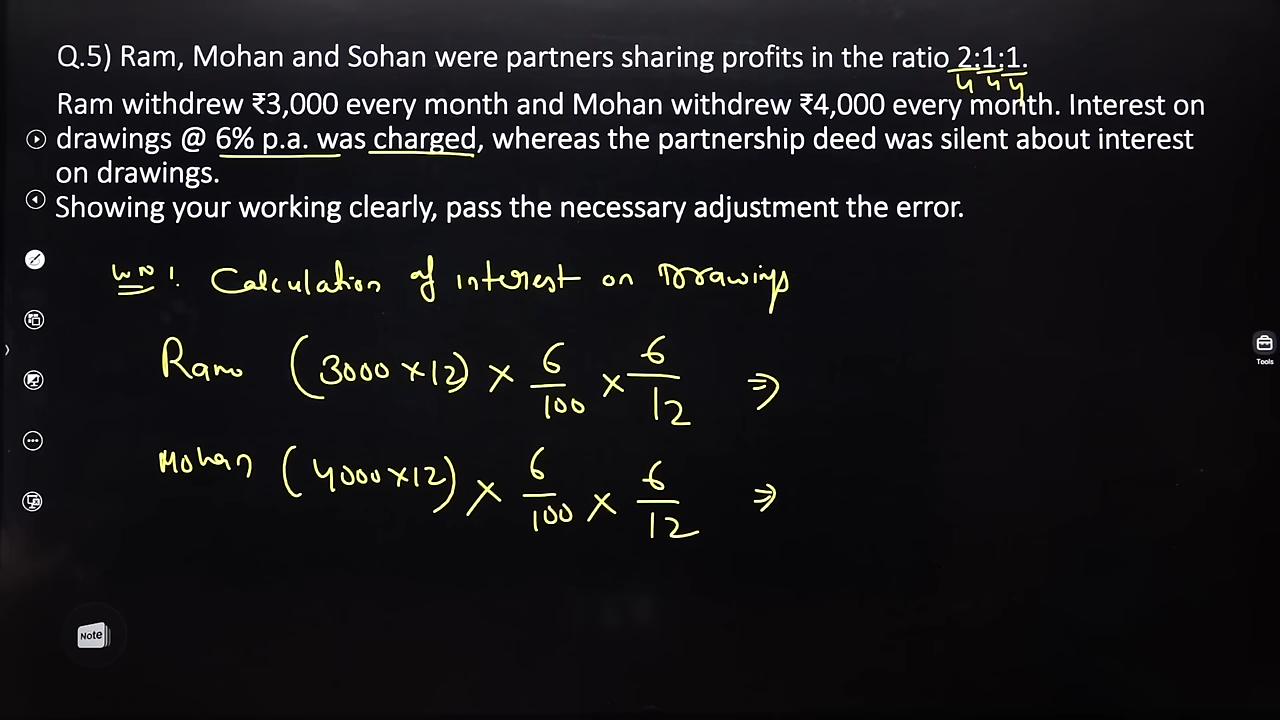 Q.5) Ram, Mohan and Sohan were partners sharing profits in the ratio 2:1:1.
4 4 4
Ram withdrew ₹3,000 every month and Mohan withdrew ₹4,000 every month. Interest on
drawings @ 6% p.a. was charged, whereas the partnership deed was silent about interest
on drawings.
Showing your working clearly, pass the necessary adjustment the error.
WN 1. Calculation of interest on Drawings
Ram (3000 × 12) × 6/100 × 6/12 ⇒
Mohan (4000 × 12) × 6/100 × 6/12 ⇒
Tools
Note